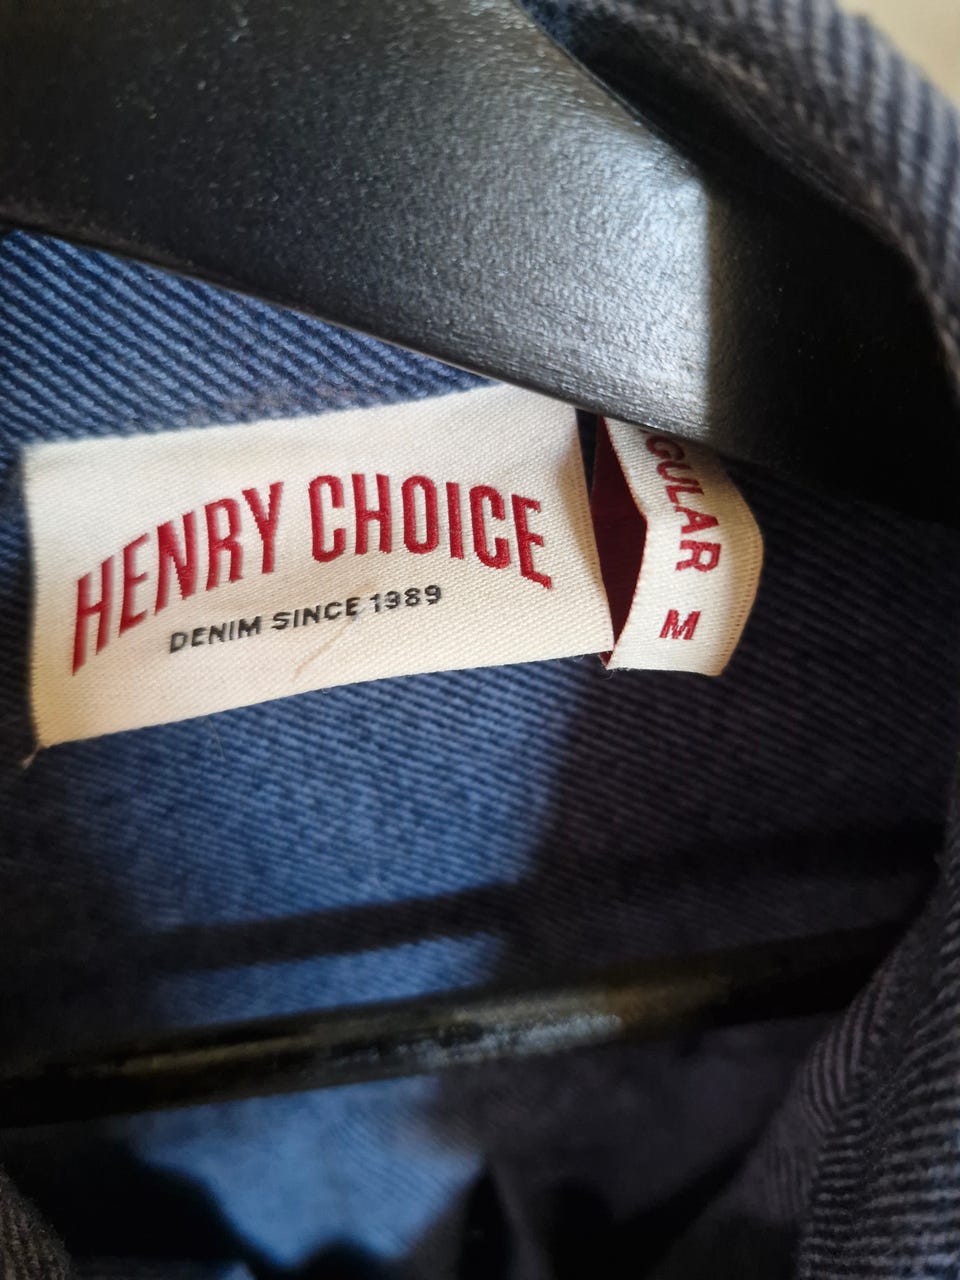 HENRY CHOICE
DENIM SINCE 1989
GULAR
M